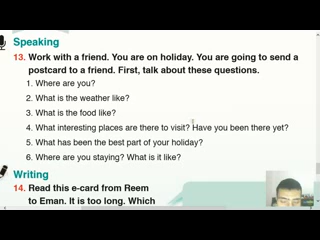 Speaking
13. Work with a friend. You are on holiday. You are going to send a
postcard to a friend. First, talk about these questions.
1. Where are you?
2. What is the weather like?
3. What is the food like?
4. What interesting places are there to visit? Have you been there yet?
5. What has been the best part of your holiday?
6. Where are you staying? What is it like?
Writing
14. Read this e-card from Reem
to Eman. It is too long. Which